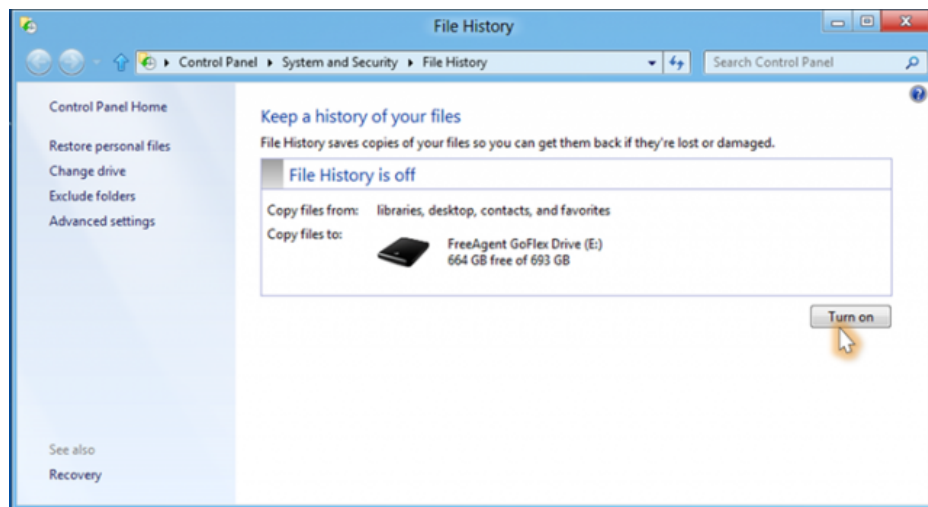 File History
Control Panel System and Security File History
Search Control Panel
Control Panel Home
Restore personal files
Change drive
Exclude folders
Advanced settings
See also
Recovery
Keep a history of your files
File History saves copies of your files so you can get them back if they're lost or damaged.
File History is off
Copy files from: libraries, desktop, contacts, and favorites
Copy files to:
FreeAgent GoFlex Drive (E:)
664 GB free of 693 GB
Turn on